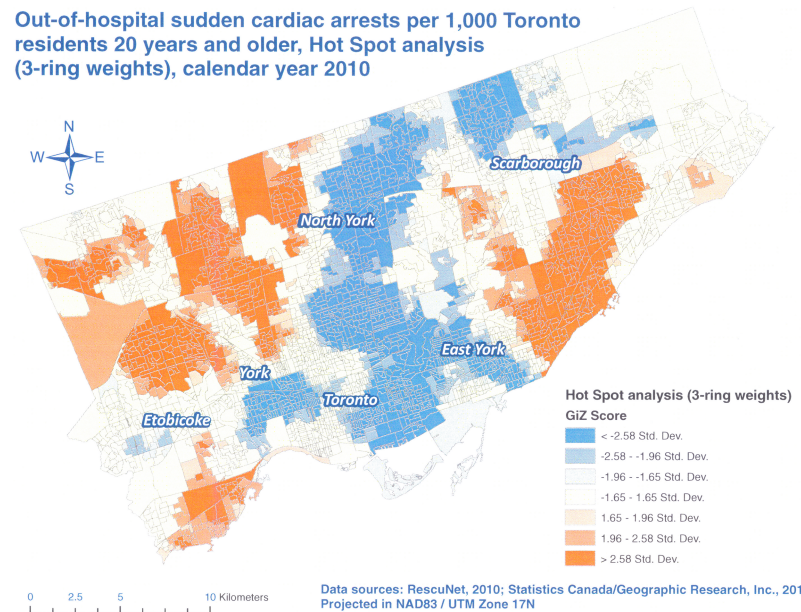 Out-of-hospital sudden cardiac arrests per 1,000 Toronto
residents 20 years and older, Hot Spot analysis
(3-ring weights), calendar year 2010
N
W E
S
Scarborough
North York
East York
York
Toronto
Etobicoke
Hot Spot analysis (3-ring weights)
GiZ Score
< -2.58 Std. Dev.
-2.58 - -1.96 Std. Dev.
-1.96 - -1.65 Std. Dev.
-1.65 - 1.65 Std. Dev.
1.65 - 1.96 Std. Dev.
1.96 - 2.58 Std. Dev.
> 2.58 Std. Dev.
0 2.5 5 10 Kilometers
Data sources: RescuNet, 2010; Statistics Canada/Geographic Research, Inc., 201
Projected in NAD83 / UTM Zone 17N